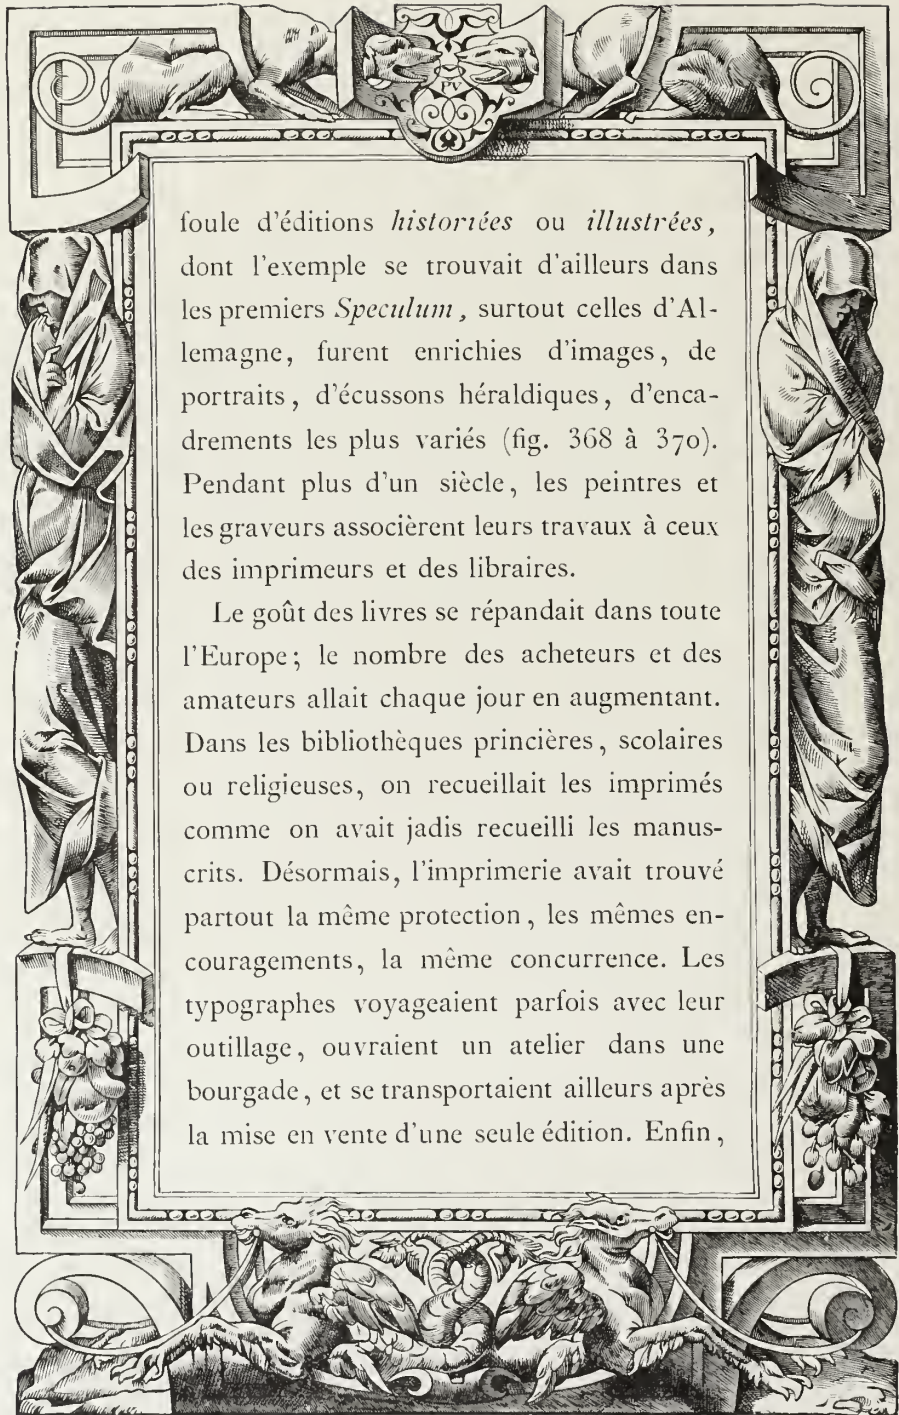 PV
foule d'éditions historiées ou illustrées,
dont l'exemple se trouvait d'ailleurs dans
les premiers Speculum, surtout celles d'Al-
lemagne, furent enrichies d'images, de
portraits, d'écussons héraldiques, d'enca-
drements les plus variés (fig. 368 à 370).
Pendant plus d'un siècle, les peintres et
les graveurs associèrent leurs travaux à ceux
des imprimeurs et des libraires.
Le goût des livres se répandait dans toute
l'Europe; le nombre des acheteurs et des
amateurs allait chaque jour en augmentant.
Dans les bibliothèques princières, scolaires
ou religieuses, on recueillait les imprimés
comme on avait jadis recueilli les manus-
crits. Désormais, l'imprimerie avait trouvé
partout la même protection, les mêmes en-
couragements, la même concurrence. Les
typographes voyageaient parfois avec leur
outillage, ouvraient un atelier dans une
bourgade, et se transportaient ailleurs après
la mise en vente d'une seule édition. Enfin,